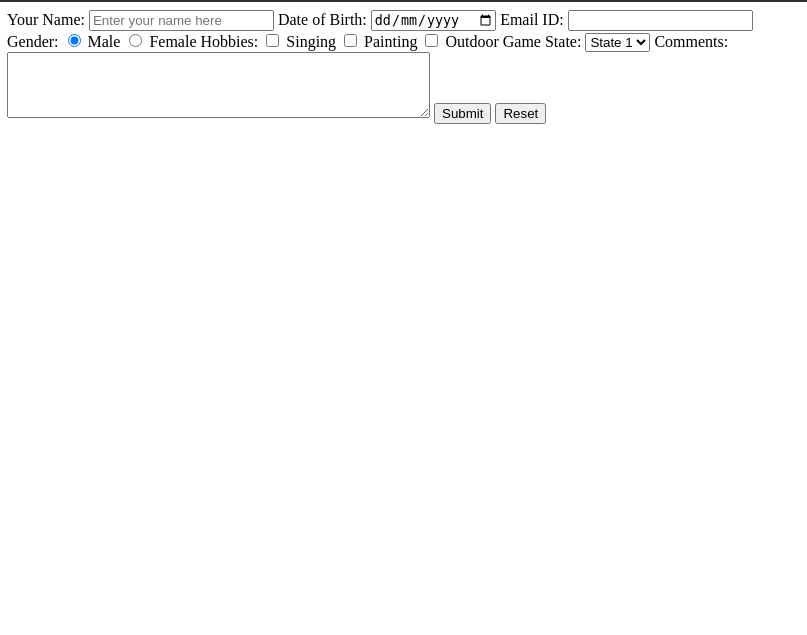 Your Name: Enter your name here Date of Birth: dd/mm/yyyy Email ID:
Gender: Male Female Hobbies: Singing Painting Outdoor Game State: State 1 Comments:
Submit Reset